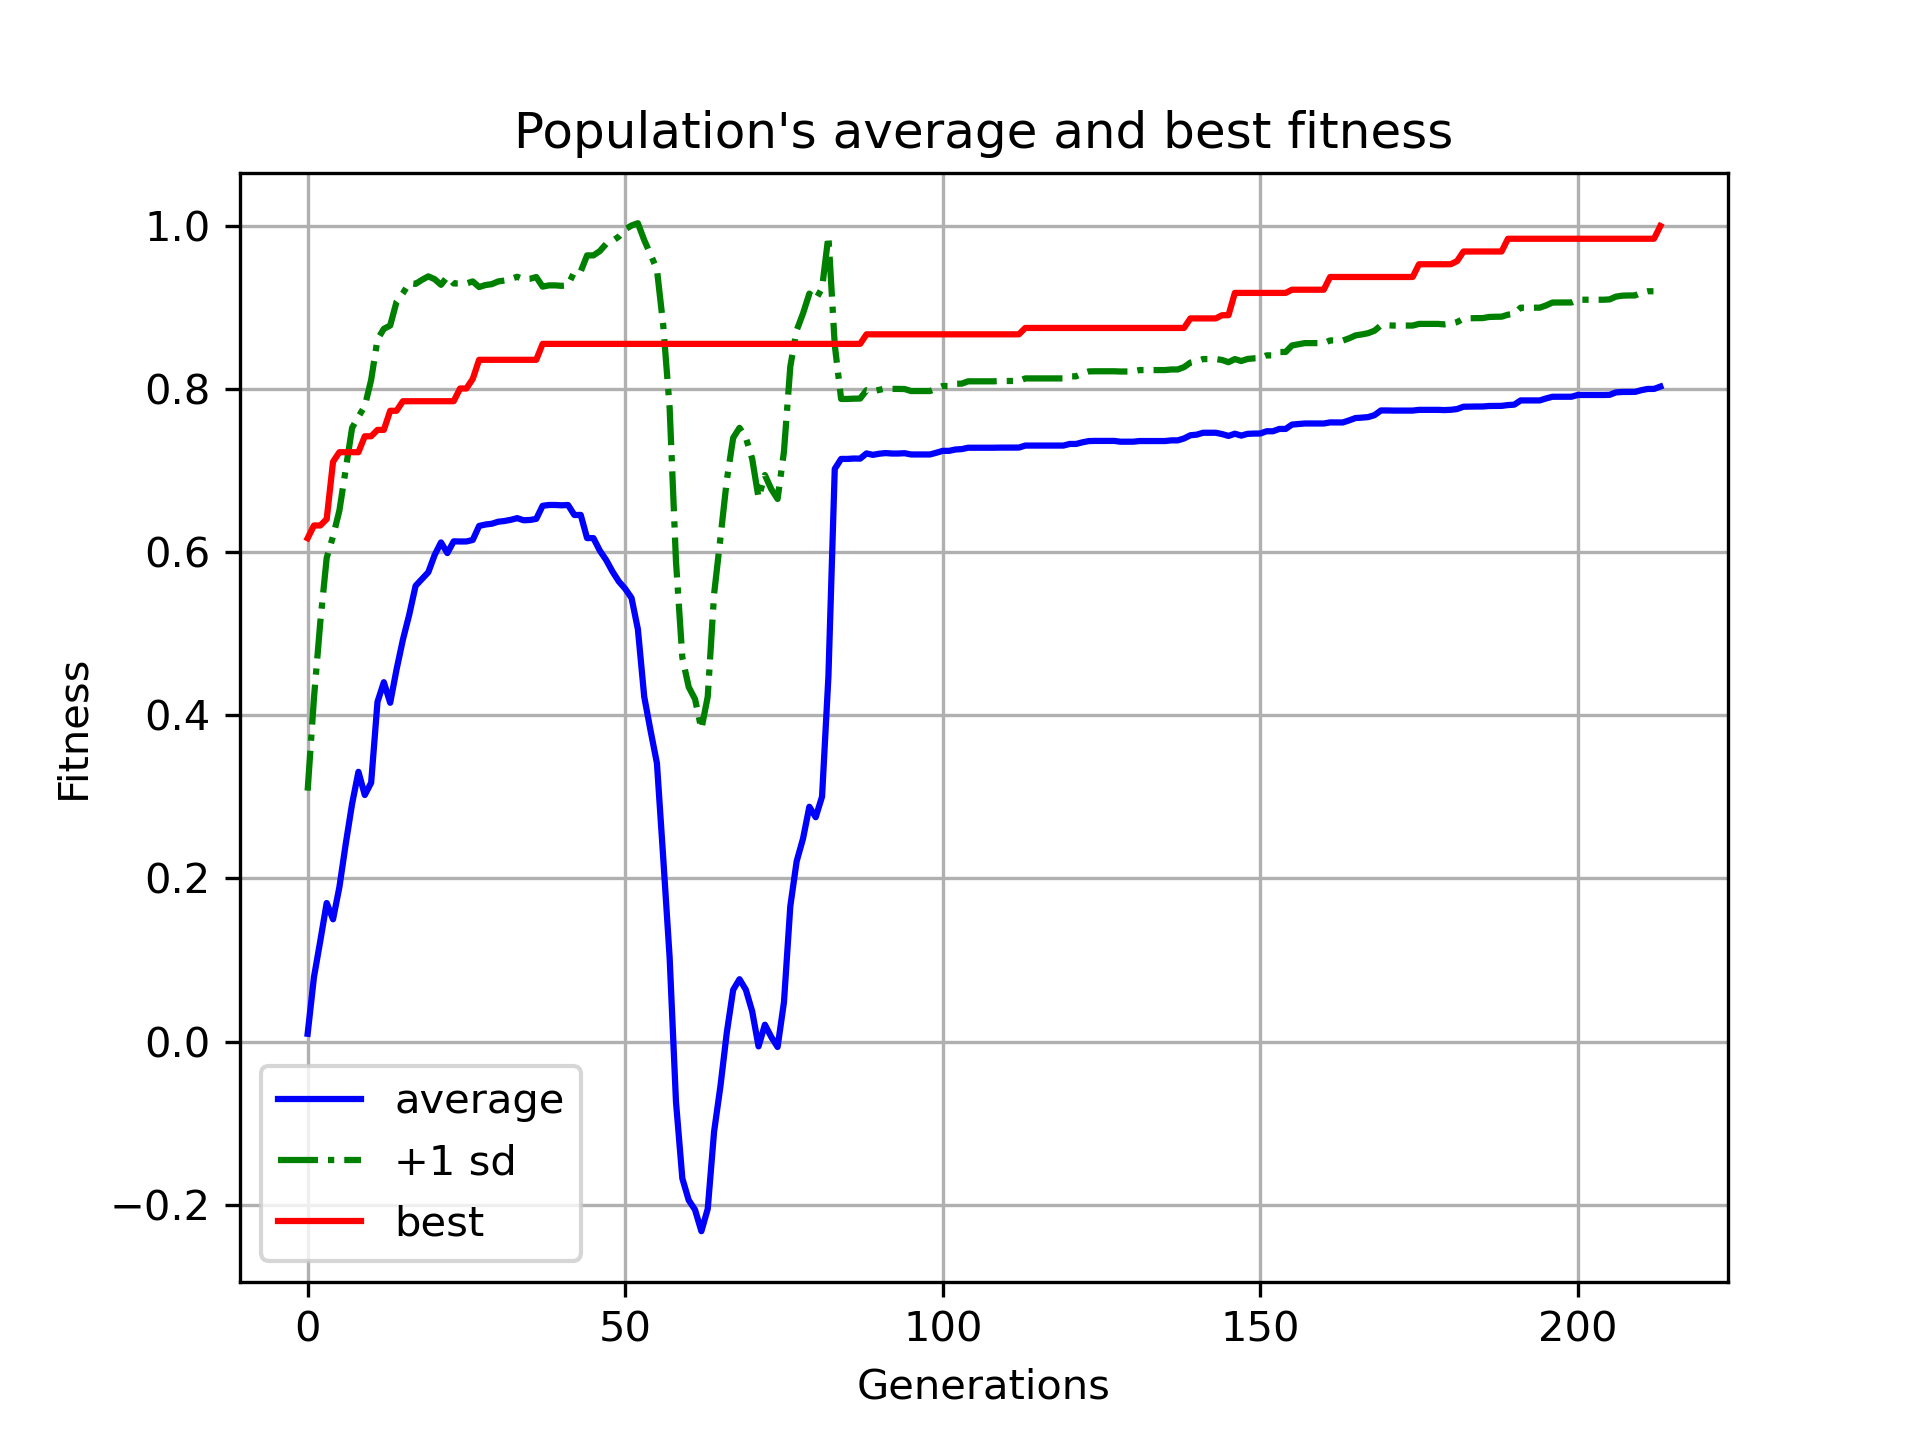 Population's average and best fitness
1.0
0.8
0.6
0.4
0.2
0.0
−0.2
Fitness
average
+1 sd
best
0 50 100 150 200
Generations